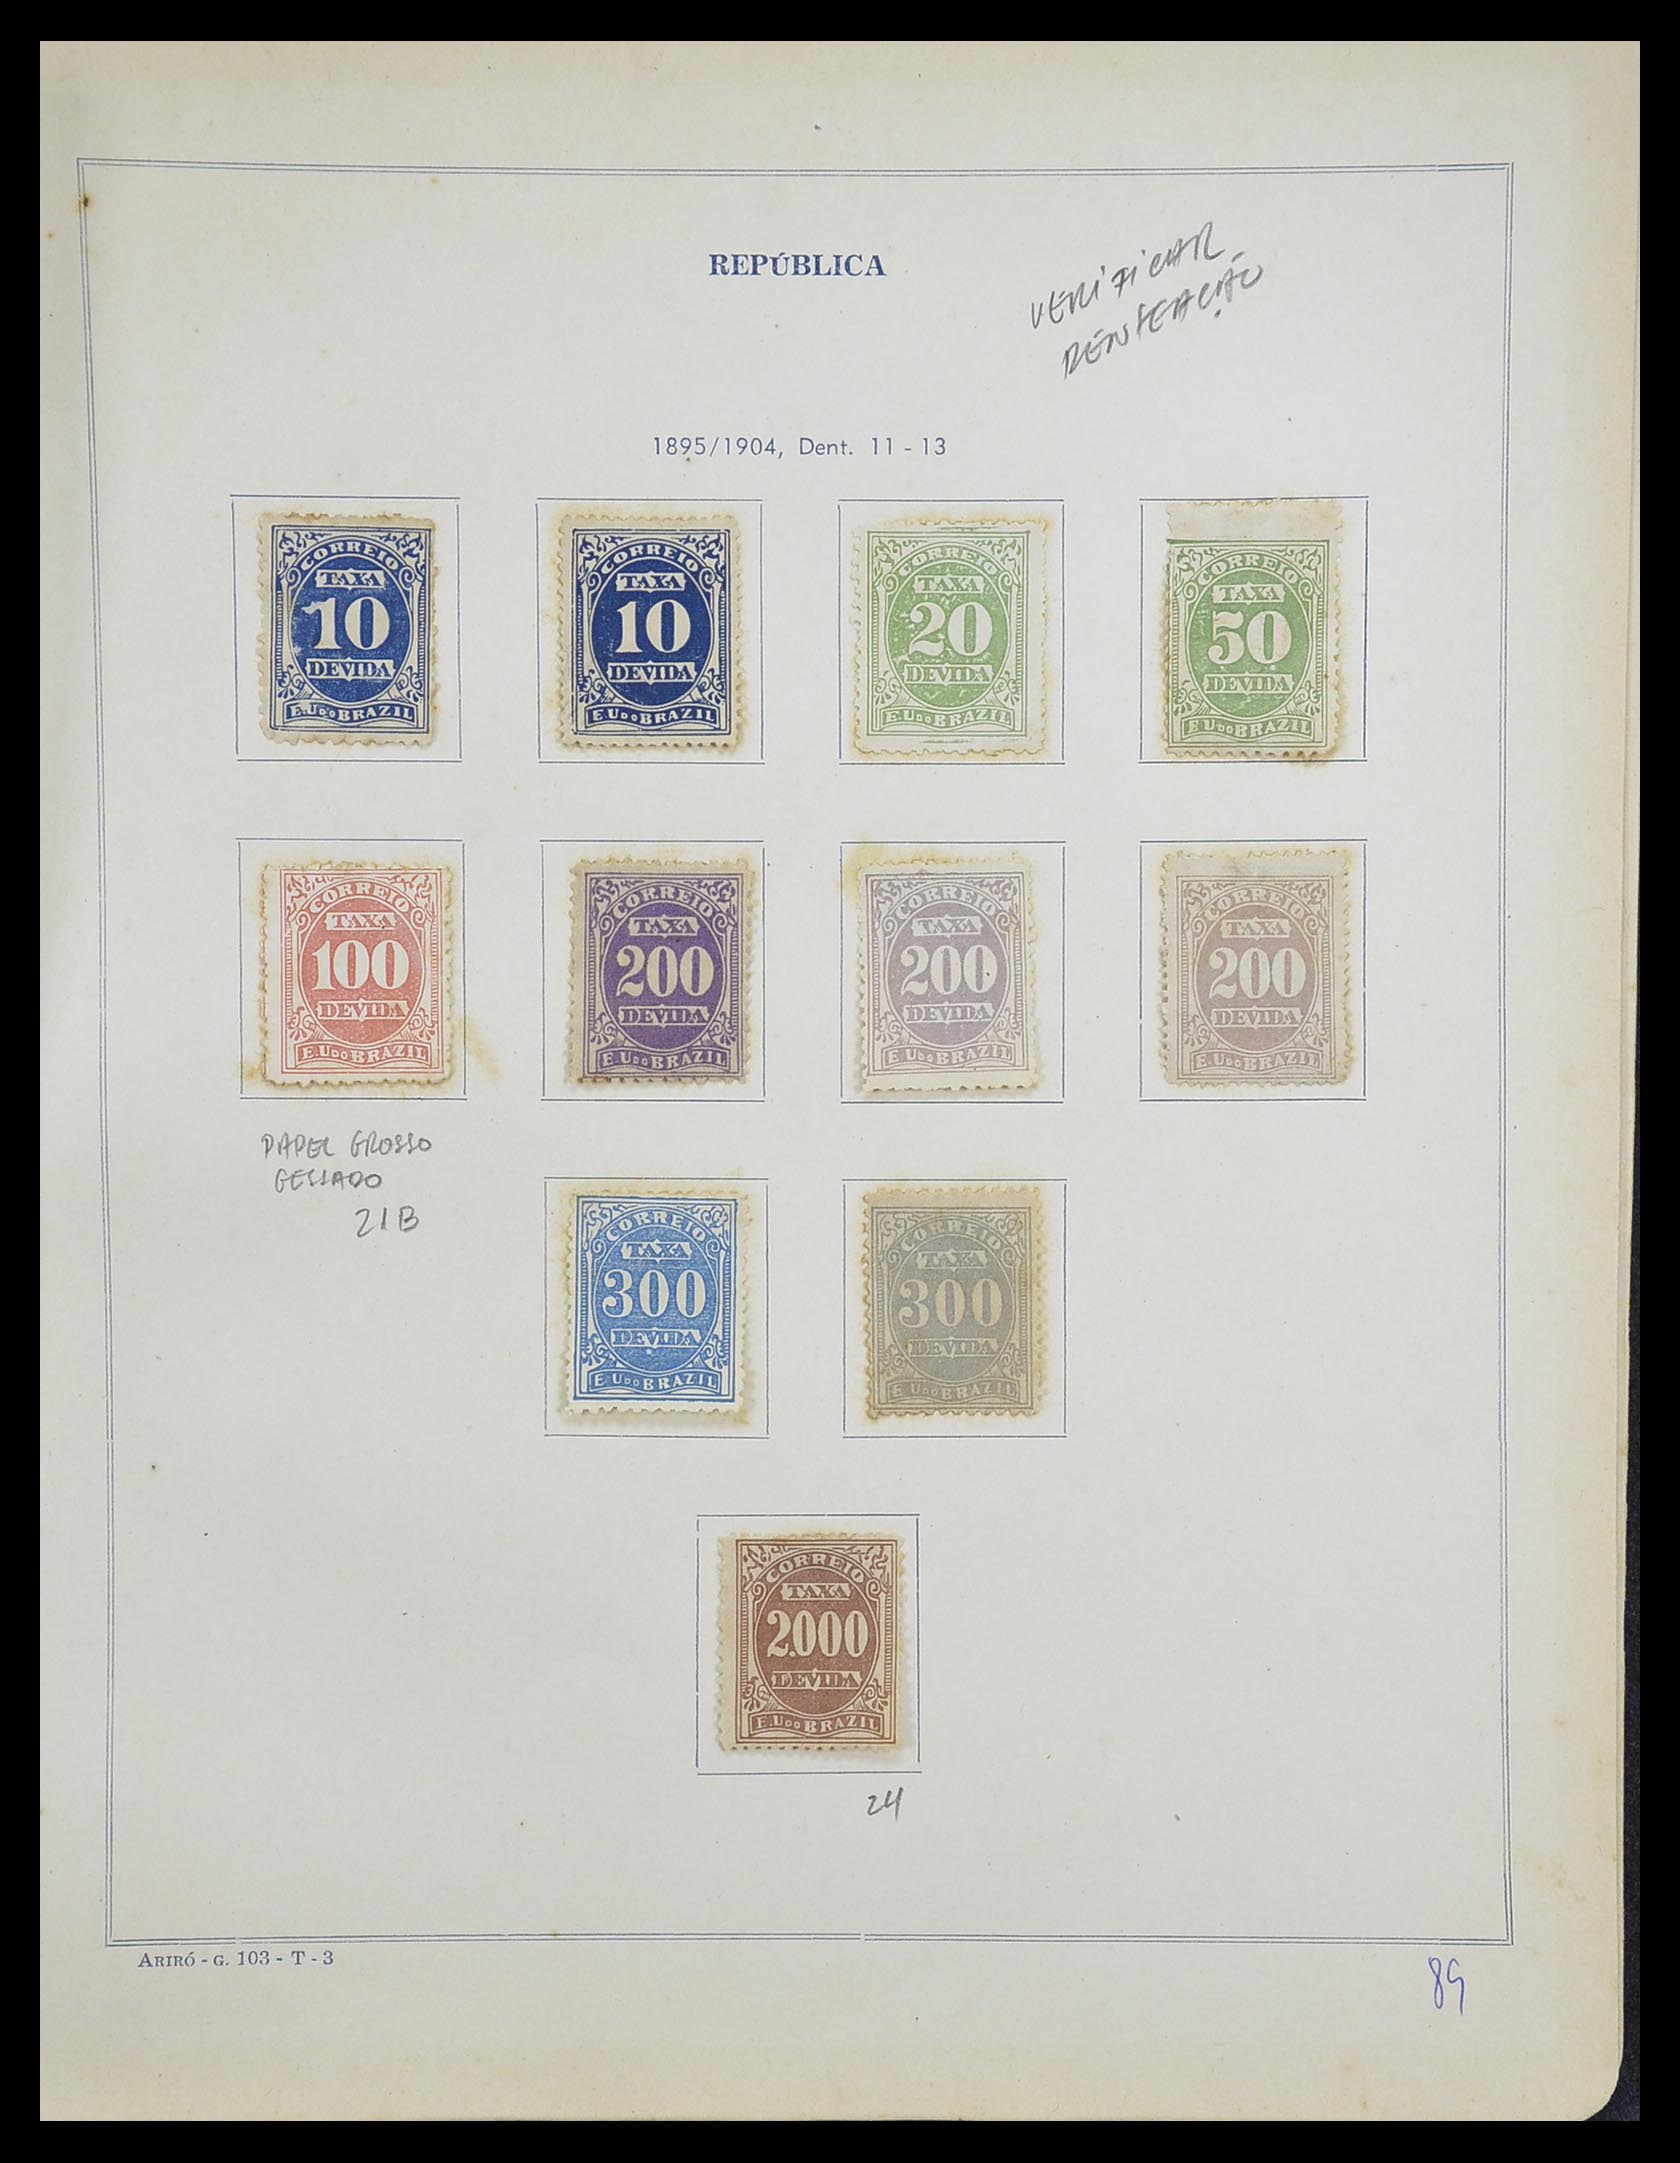 REPÚBLICA
VERIFICAR
DENTEAÇÃO
1895/1904, Dent. 11 - 13
CORREIO
TAXA
10
DEVIDA
E.U.DO BRAZIL
CORREIO
TAXA
10
DEVIDA
E.U.DO BRAZIL
CORREIO
TAXA
20
DEVIDA
E.U.DO BRAZIL
CORREIO
TAXA
50
DEVIDA
E.U.DO BRAZIL
CORREIO
TAXA
100
DEVIDA
E.U.DO BRAZIL
CORREIO
TAXA
200
DEVIDA
E.U.DO BRAZIL
CORREIO
TAXA
200
DEVIDA
E.U.DO BRAZIL
CORREIO
TAXA
200
DEVIDA
E.U.DO BRAZIL
PAPEL GROSSO
GESSADO
21B
CORREIO
TAXA
300
DEVIDA
E.U.DO BRAZIL
CORREIO
TAXA
300
DEVIDA
E.U.DO BRAZIL
CORREIO
TAXA
2.000
DEVIDA
E.U.DO BRAZIL
24
ARIRÓ - G. 103 - T - 3
89